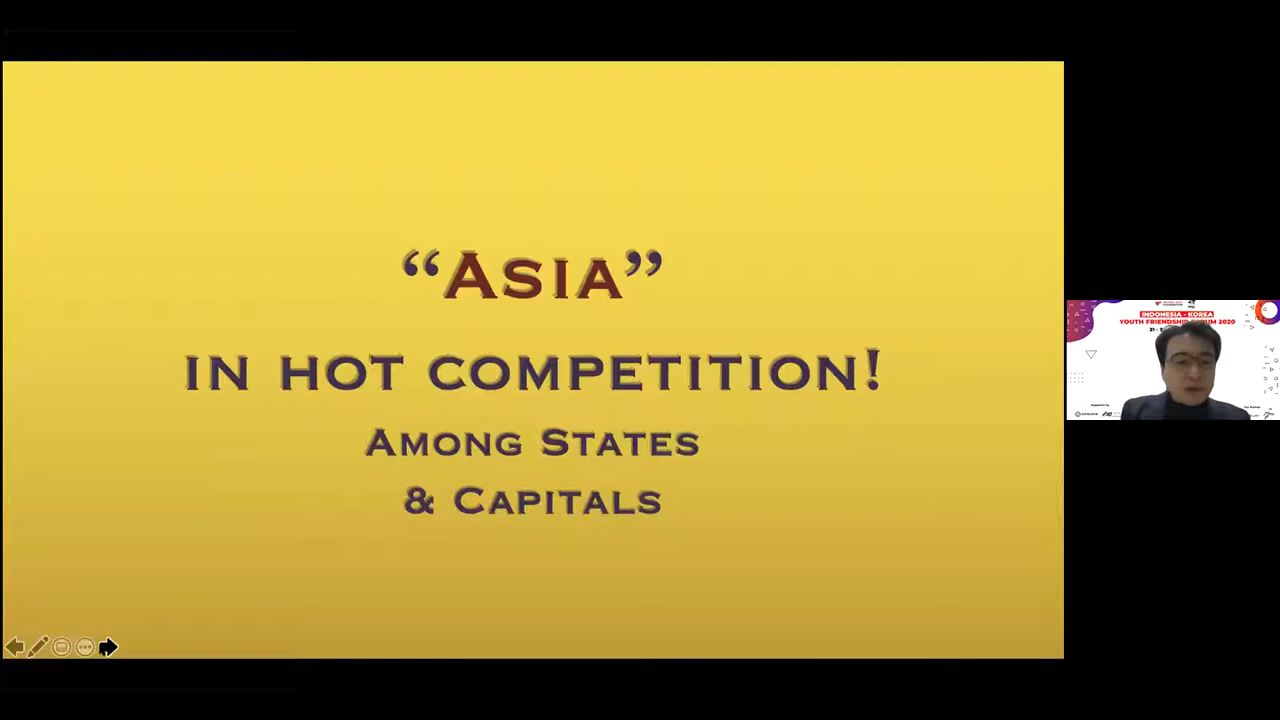 “Asia”
in hot competition!
Among States
& Capitals
INDONESIA - KOREA
YOUTH FRIENDSHIP FORUM 2020